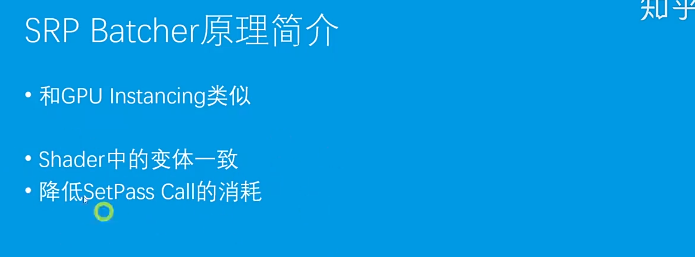 知乎
SRP Batcher原理简介
• 和GPU Instancing类似
• Shader中的变体一致
• 降低SetPass Call的消耗